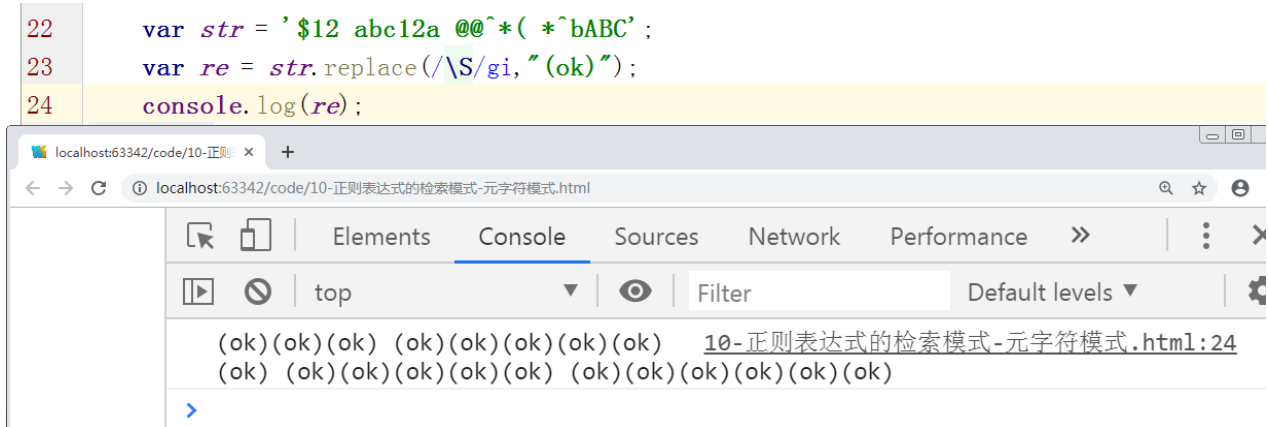 22 var str = '$12 abc12a @@^*( *^bABC';
23 var re = str.replace(/\S/gi,"(ok)");
24 console.log(re);
localhost:63342/code/10-正则
localhost:63342/code/10-正则表达式的检索模式-元字符模式.html
Elements Console Sources Network Performance
top Filter Default levels
(ok)(ok)(ok) (ok)(ok)(ok)(ok)(ok) 10-正则表达式的检索模式-元字符模式.html:24
(ok) (ok)(ok)(ok)(ok)(ok) (ok)(ok)(ok)(ok)(ok)(ok)